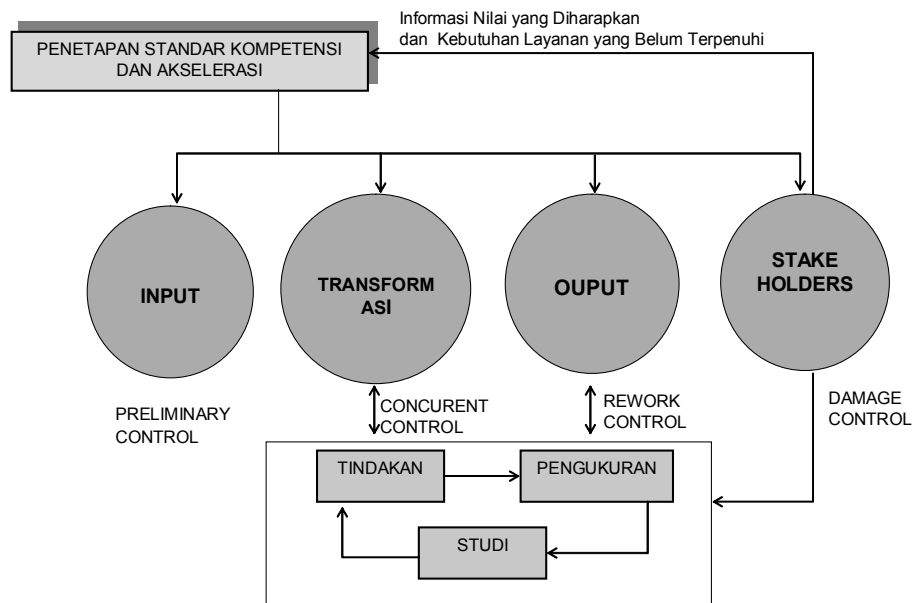 Informasi Nilai yang Diharapkan
dan Kebutuhan Layanan yang Belum Terpenuhi
PENETAPAN STANDAR KOMPETENSI
DAN AKSELERASI
INPUT
TRANSFORM
ASİ
OUPUT
STAKE
HOLDERS
PRELIMINARY
CONTROL
CONCURENT
CONTROL
REWORK
CONTROL
DAMAGE
CONTROL
TINDAKAN
PENGUKURAN
STUDI